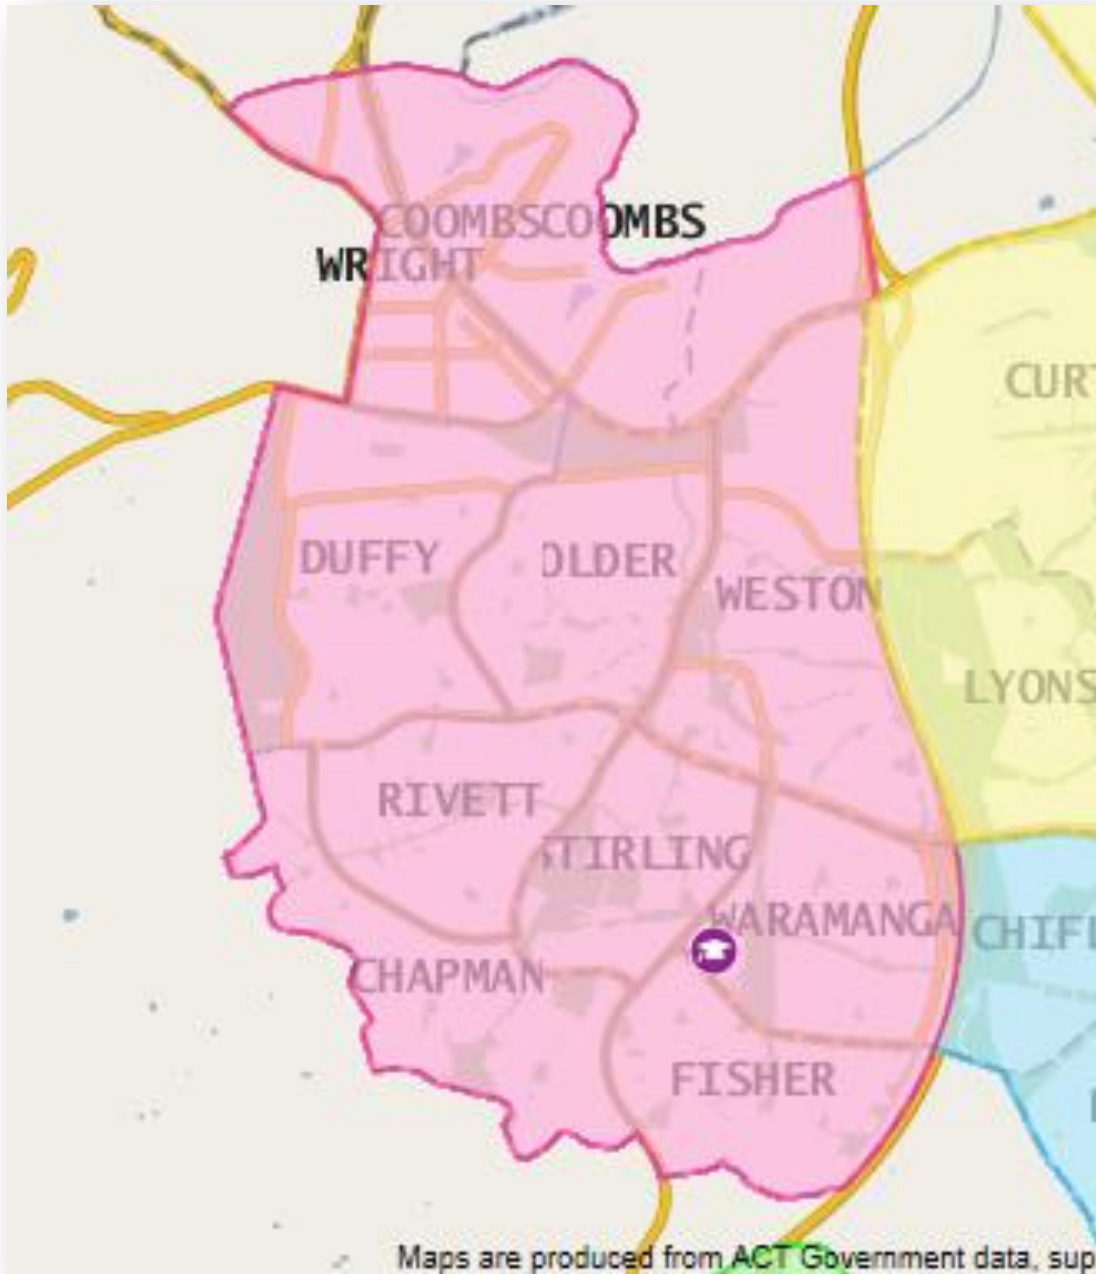 COOMBSCOOMBS
WRIGHT
CURT
DUFFY
OLDER
WESTON
LYONS
RIVETT
STIRLING
WARAMANGA
CHIFL
CHAPMAN
FISHER
Maps are produced from ACT Government data, sup